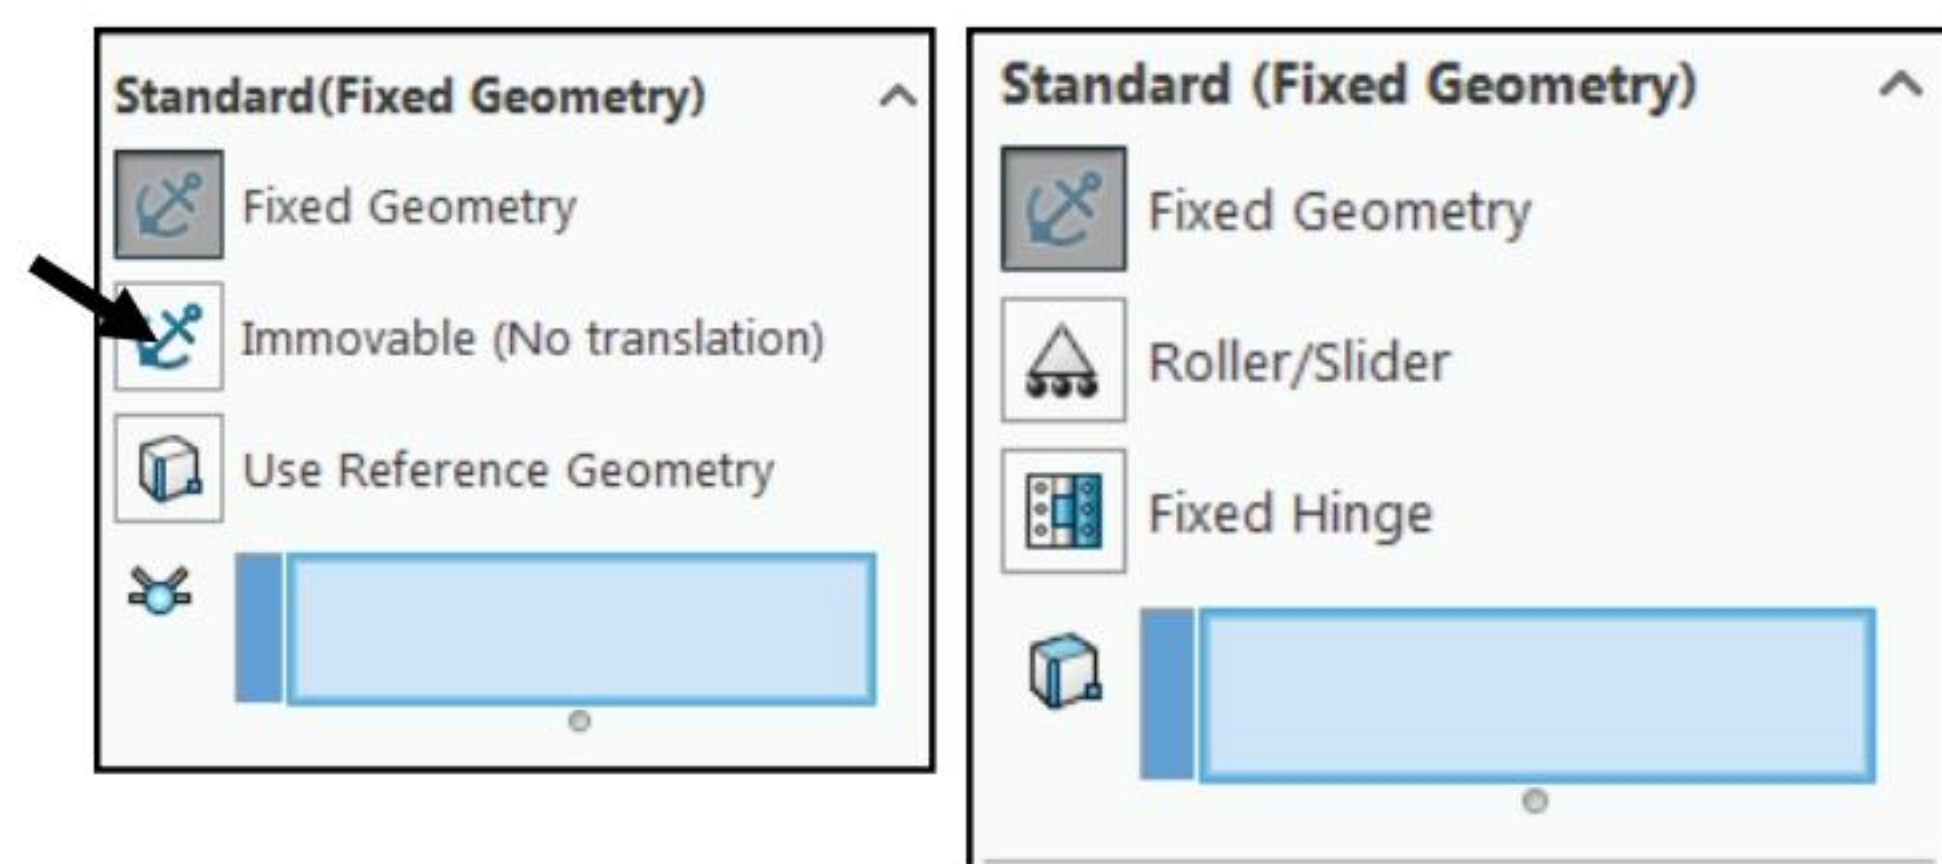 Standard(Fixed Geometry)
Fixed Geometry
Immovable (No translation)
Use Reference Geometry
Standard (Fixed Geometry)
Fixed Geometry
Roller/Slider
Fixed Hinge